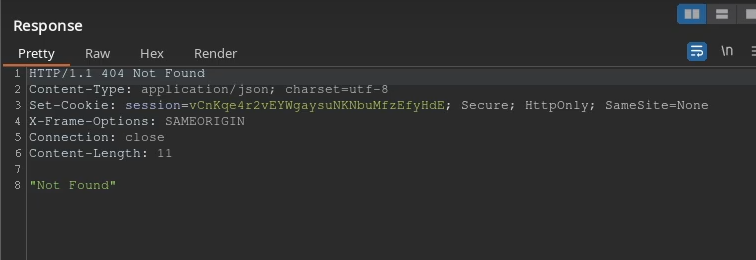 Response
Pretty Raw Hex Render \n
1 HTTP/1.1 404 Not Found
2 Content-Type: application/json; charset=utf-8
3 Set-Cookie: session=vCnKqe4r2vEYWgaysuNKNbuMfzEfyHdE; Secure; HttpOnly; SameSite=None
4 X-Frame-Options: SAMEORIGIN
5 Connection: close
6 Content-Length: 11
7
8 "Not Found"